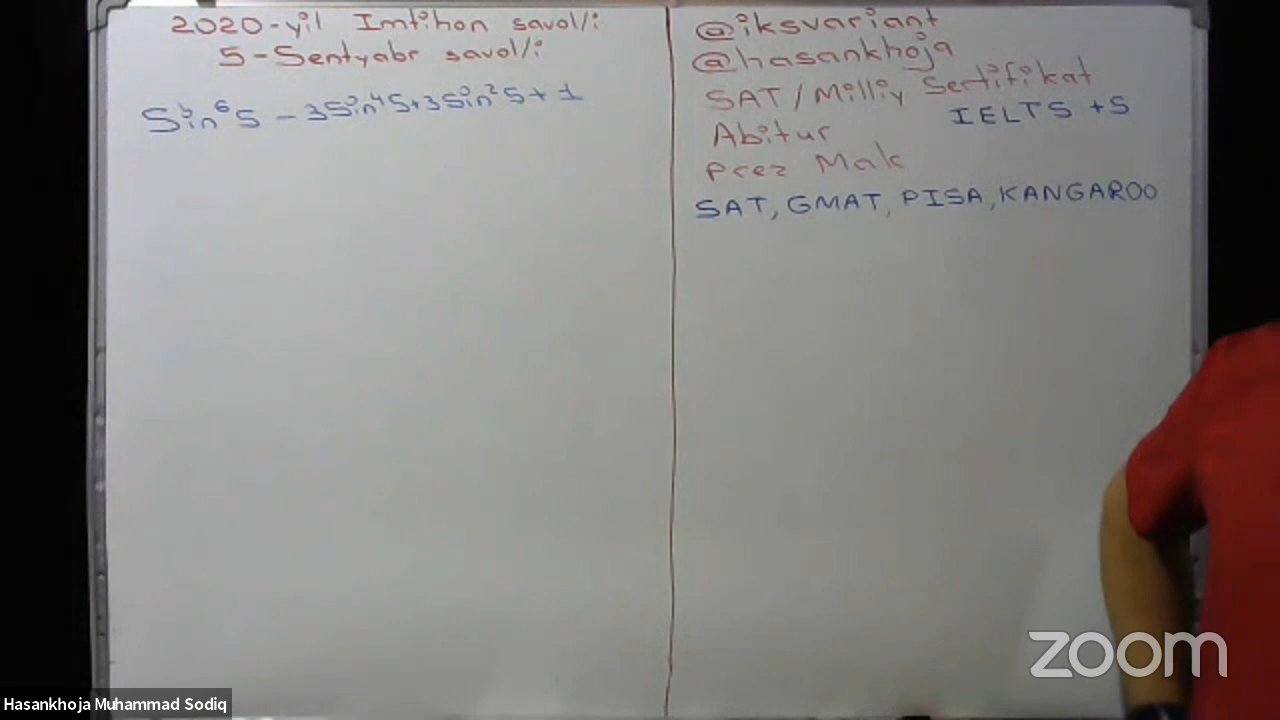 2020-yil Imtihon savoli:
5-Sentyabr savoli:
Sin⁶5 - 3Sin⁴5+3Sin²5+1
@iksvariant
@hasankhoja
SAT / Milliy Sertifikat
Abitur IELTS +5
Prez Mak
SAT, GMAT, PISA, KANGAROO
zoom
Hasankhoja Muhammad Sodiq